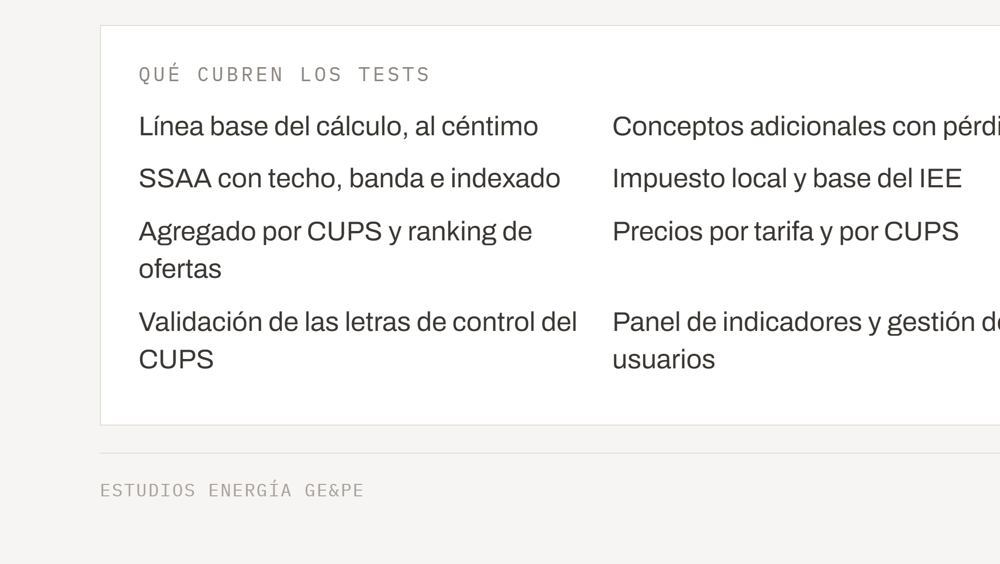 QUÉ CUBREN LOS TESTS
Línea base del cálculo, al céntimo
Conceptos adicionales con
SSAA con techo, banda e indexado
Impuesto local y base del IEE
Agregado por CUPS y ranking de
ofertas
Precios por tarifa y por CUPS
Validación de las letras de control del
CUPS
Panel de indicadores y gestión
usuarios
ESTUDIOS ENERGÍA GE&PE